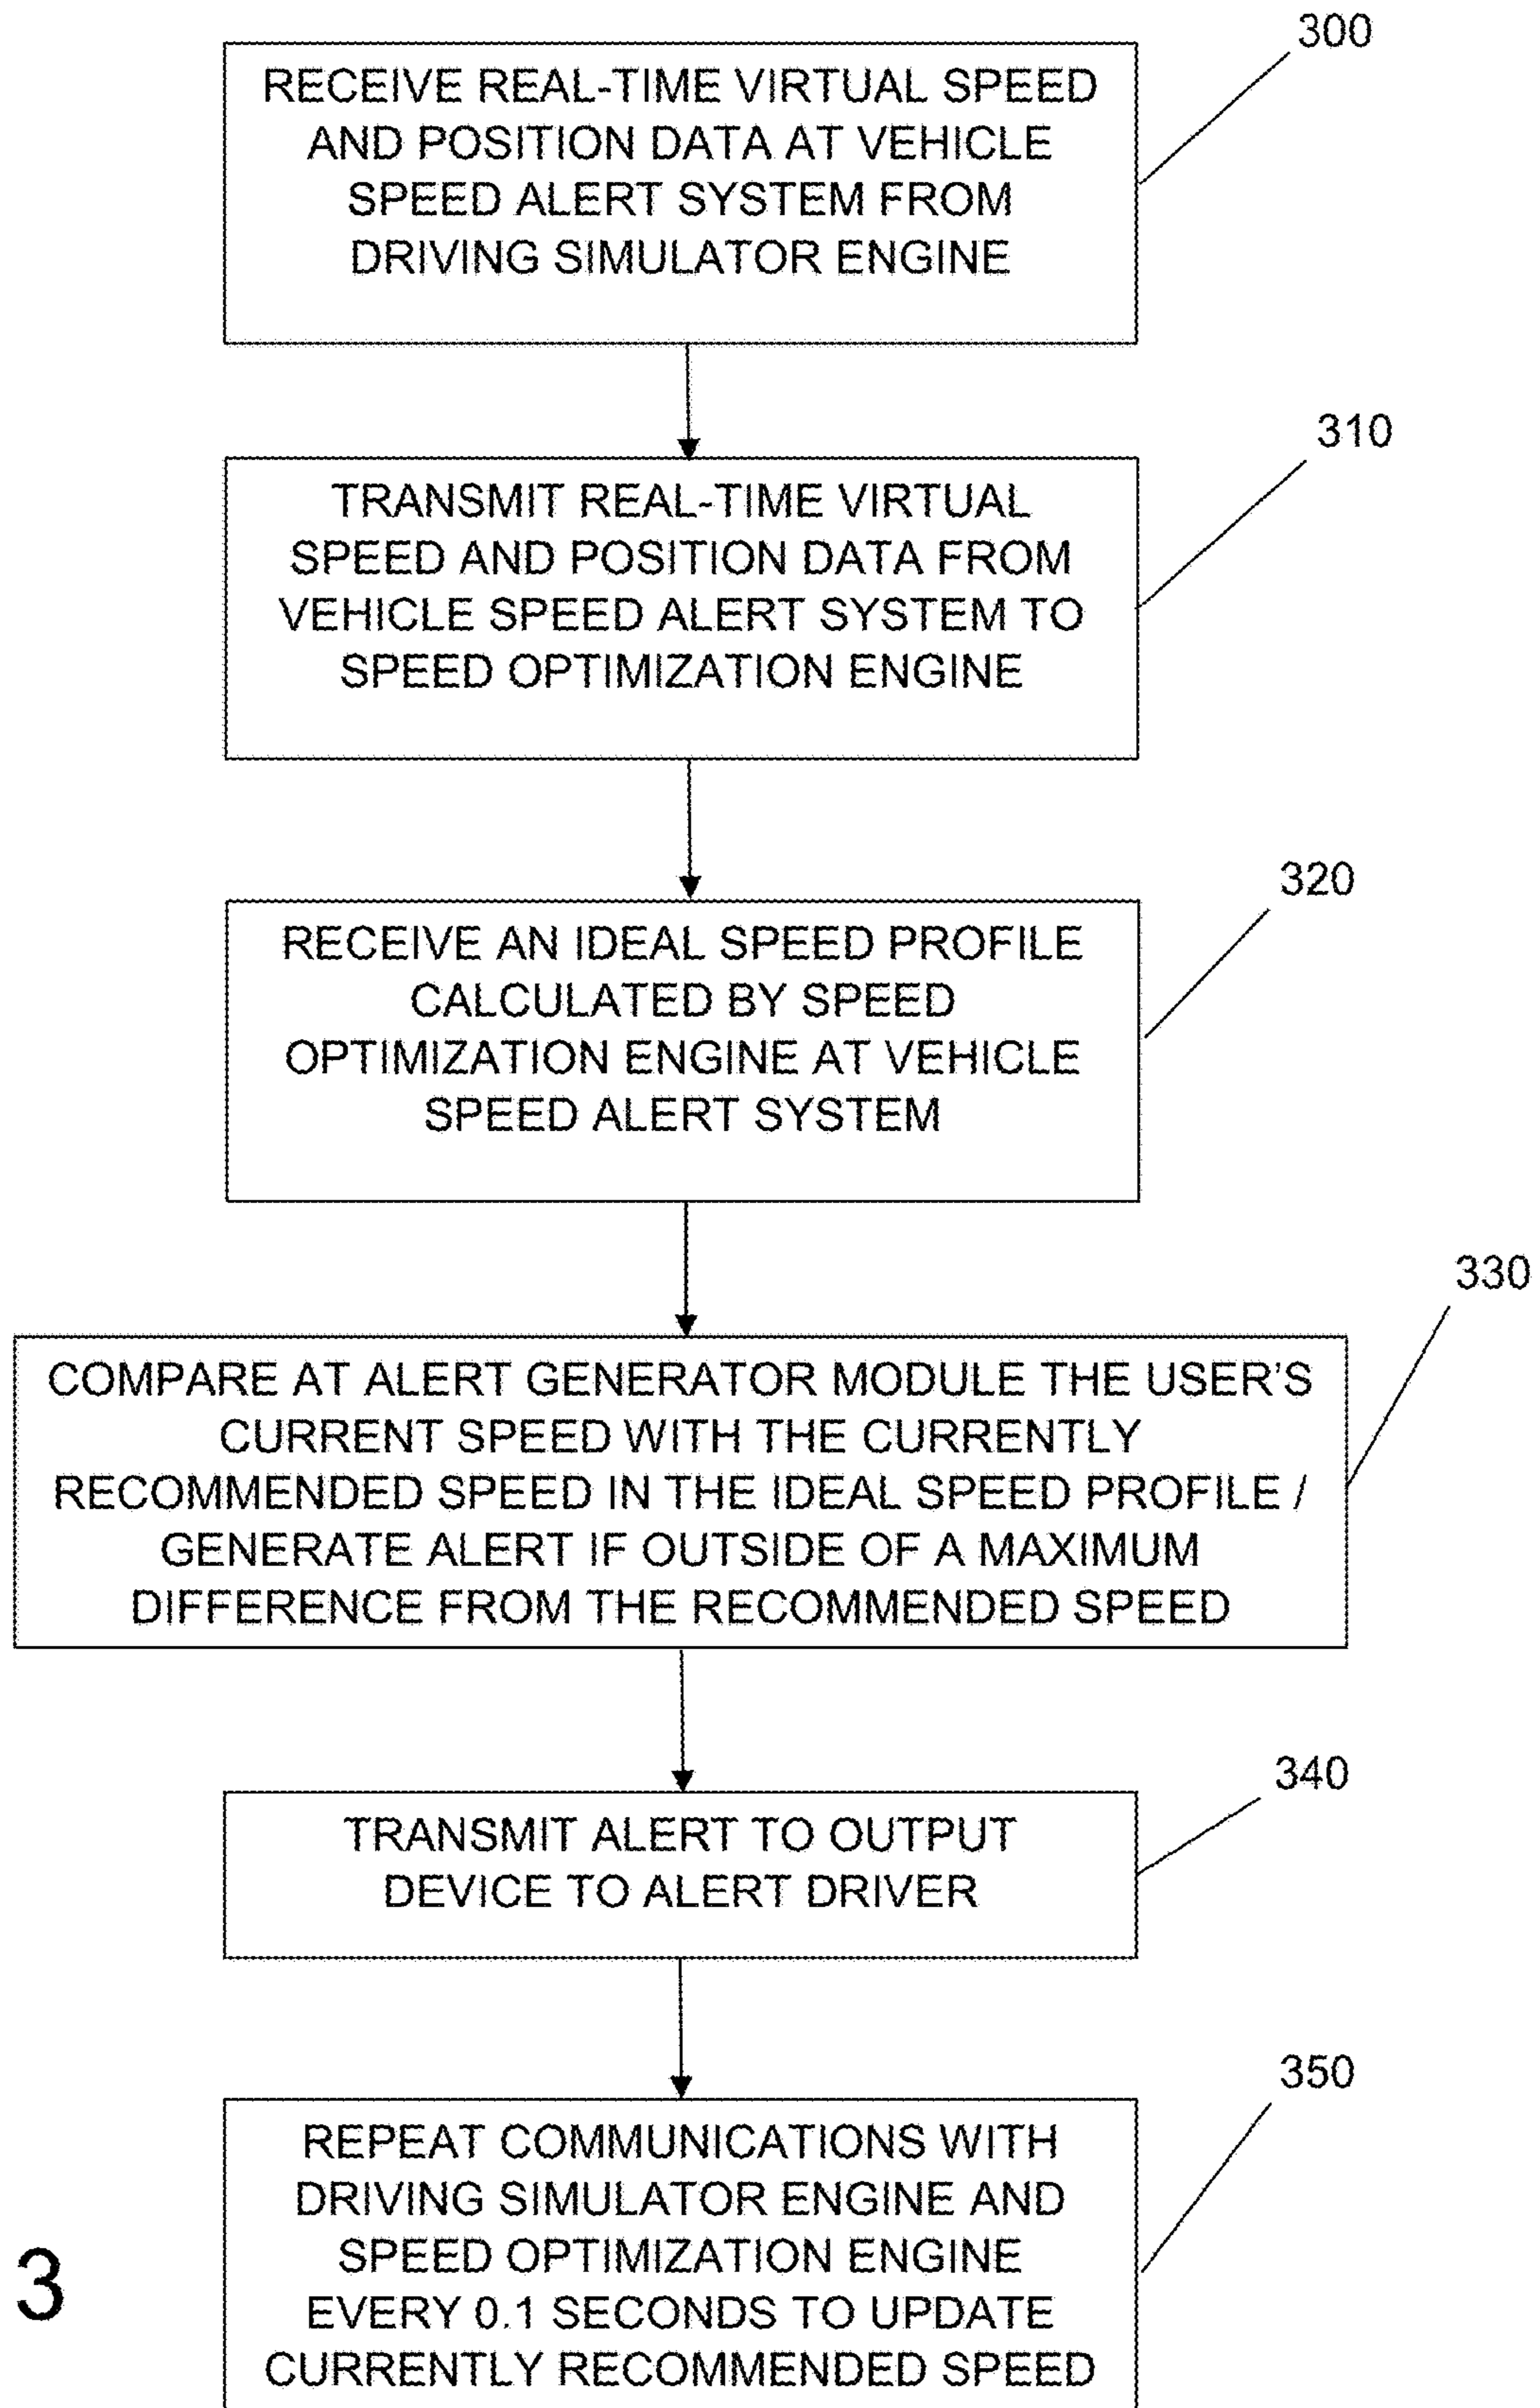 300
RECEIVE REAL-TIME VIRTUAL SPEED
AND POSITION DATA AT VEHICLE
SPEED ALERT SYSTEM FROM
DRIVING SIMULATOR ENGINE
310
TRANSMIT REAL-TIME VIRTUAL
SPEED AND POSITION DATA FROM
VEHICLE SPEED ALERT SYSTEM TO
SPEED OPTIMIZATION ENGINE
320
RECEIVE AN IDEAL SPEED PROFILE
CALCULATED BY SPEED
OPTIMIZATION ENGINE AT VEHICLE
SPEED ALERT SYSTEM
330
COMPARE AT ALERT GENERATOR MODULE THE USER'S
CURRENT SPEED WITH THE CURRENTLY
RECOMMENDED SPEED IN THE IDEAL SPEED PROFILE /
GENERATE ALERT IF OUTSIDE OF A MAXIMUM
DIFFERENCE FROM THE RECOMMENDED SPEED
340
TRANSMIT ALERT TO OUTPUT
DEVICE TO ALERT DRIVER
350
REPEAT COMMUNICATIONS WITH
DRIVING SIMULATOR ENGINE AND
SPEED OPTIMIZATION ENGINE
EVERY 0.1 SECONDS TO UPDATE
CURRENTLY RECOMMENDED SPEED
3